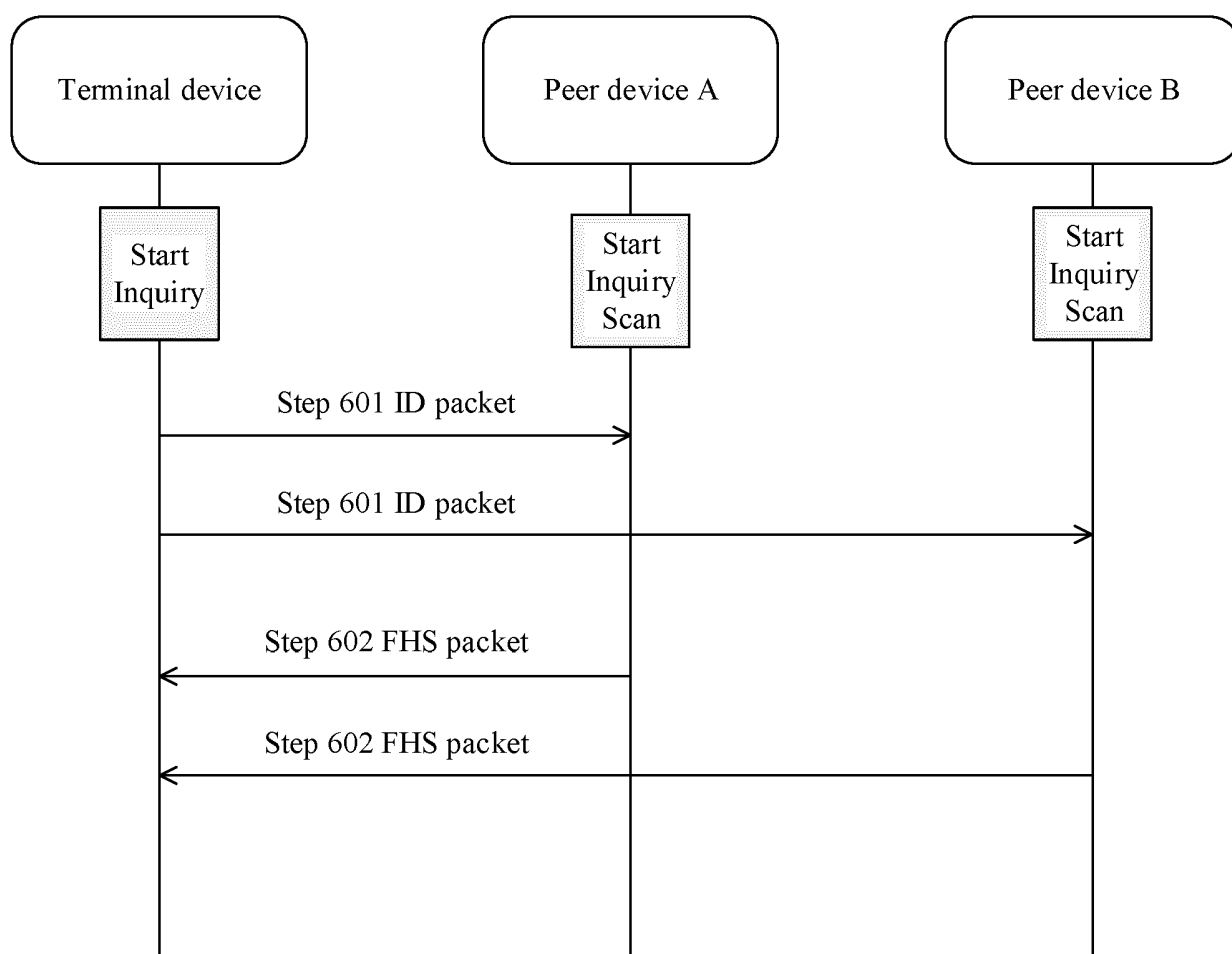 Terminal device
Peer device A
Peer device B
Start
Inquiry
Start
Inquiry
Scan
Start
Inquiry
Scan
Step 601 ID packet
Step 601 ID packet
Step 602 FHS packet
Step 602 FHS packet